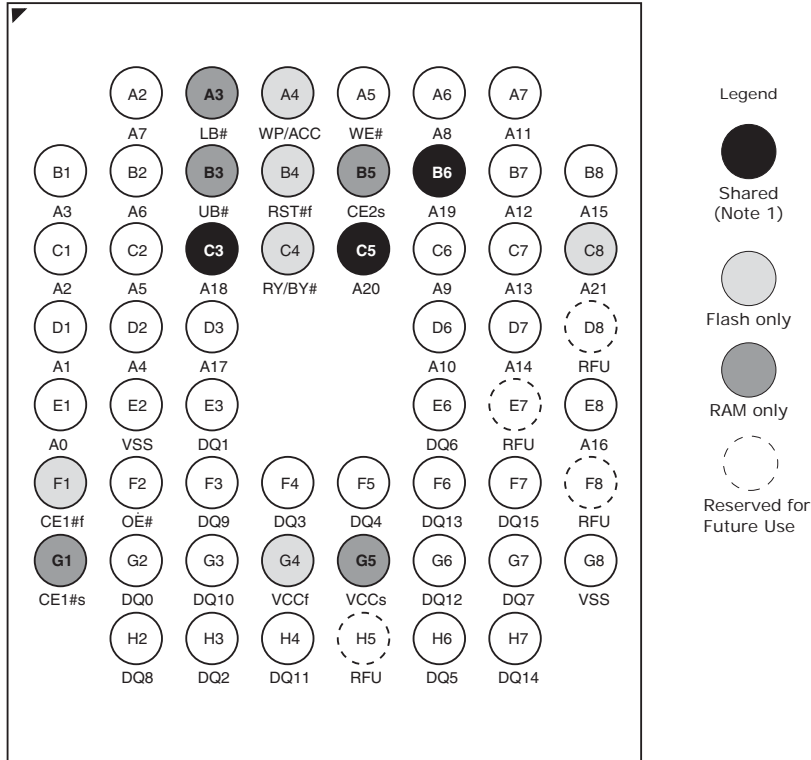 A2 A3 A4 A5 A6 A7
A7 LB# WP/ACC WE# A8 A11
B1 B2 B3 B4 B5 B6 B7 B8
A3 A6 UB# RST#f CE2s A19 A12 A15
C1 C2 C3 C4 C5 C6 C7 C8
A2 A5 A18 RY/BY# A20 A9 A13 A21
D1 D2 D3 D6 D7 D8
A1 A4 A17 A10 A14 RFU
E1 E2 E3 E6 E7 E8
A0 VSS DQ1 DQ6 RFU A16
F1 F2 F3 F4 F5 F6 F7 F8
CE1#f OE# DQ9 DQ3 DQ4 DQ13 DQ15 RFU
G1 G2 G3 G4 G5 G6 G7 G8
CE1#s DQ0 DQ10 VCCf VCCs DQ12 DQ7 VSS
H2 H3 H4 H5 H6 H7
DQ8 DQ2 DQ11 RFU DQ5 DQ14
Legend
Shared
(Note 1)
Flash only
RAM only
Reserved for
Future Use